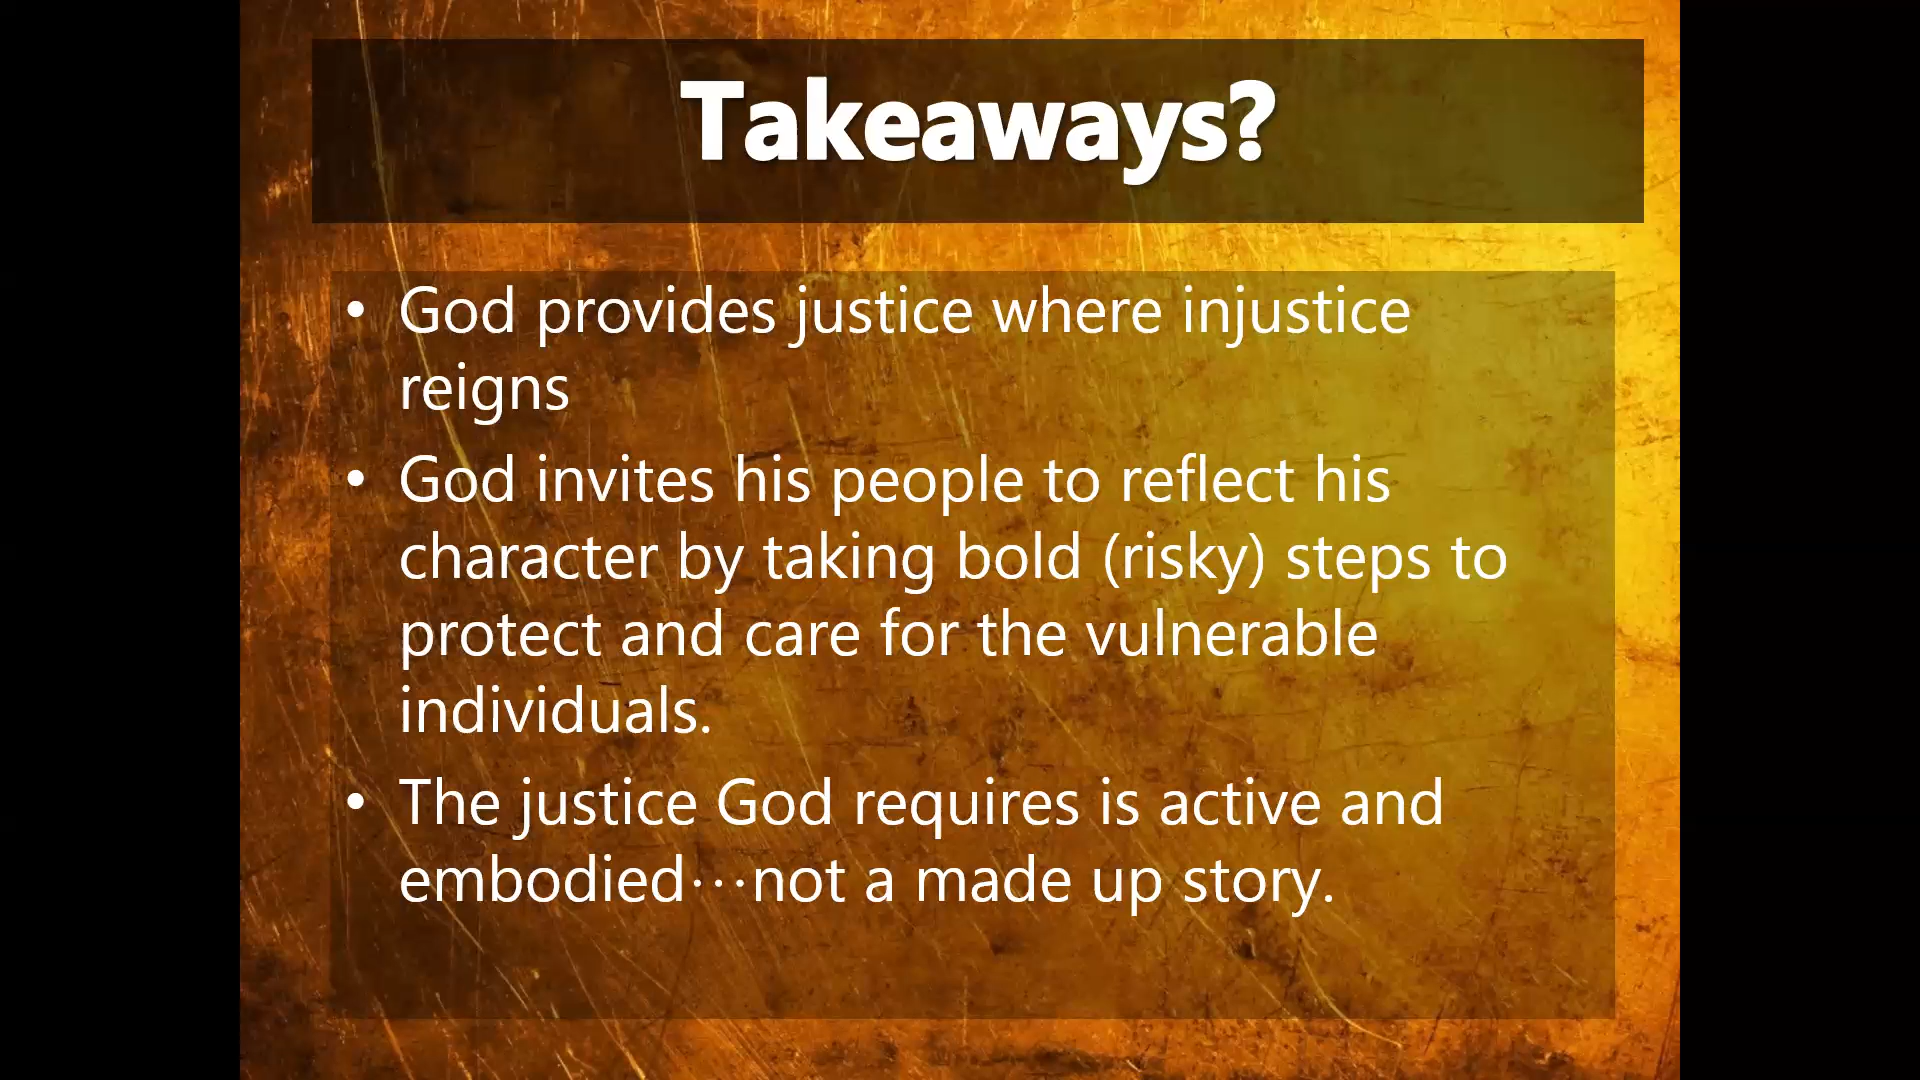 Takeaways?
• God provides justice where injustice
reigns
• God invites his people to reflect his
character by taking bold (risky) steps to
protect and care for the vulnerable
individuals.
• The justice God requires is active and
embodied⋯not a made up story.